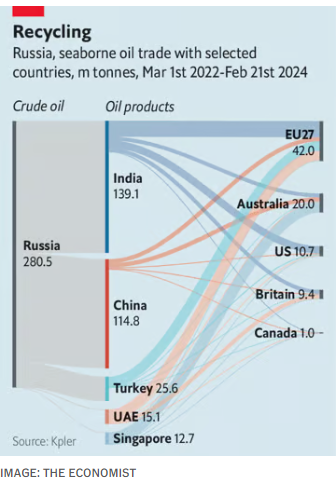 Recycling
Russia, seaborne oil trade with selected
countries, m tonnes, Mar 1st 2022-Feb 21st 2024
Crude oil
Oil products
EU27
42.0
India
139.1
Australia 20.0
Russia
280.5
US 10.7
Britain 9.4
China
114.8
Canada 1.0
Turkey 25.6
UAE 15.1
Singapore 12.7
Source: Kpler
IMAGE: THE ECONOMIST